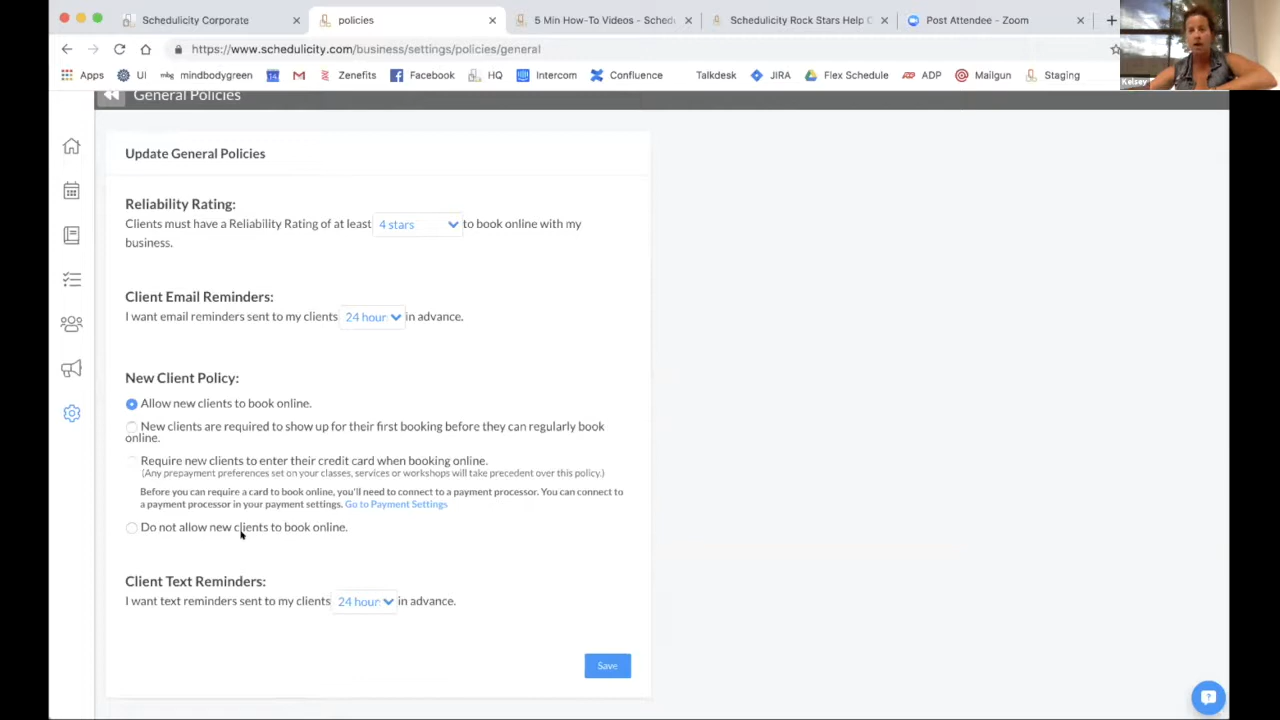 Schedulicity Corporate
policies
5 Min How-To Videos - Sched
Schedulicity Rock Stars Help C
Post Attendee - Zoom
https://www.schedulicity.com/business/settings/policies/general
Apps
UI
mbg
mindbodygreen
Zenefits
Facebook
HQ
Intercom
Confluence
Talkdesk
JIRA
Flex Schedule
ADP
ADP
Mailgun
Staging
Kelsey
General Policies
Update General Policies
Reliability Rating:
Clients must have a Reliability Rating of at least 4 stars to book online with my
business.
Client Email Reminders:
I want email reminders sent to my clients 24 hour in advance.
New Client Policy:
Allow new clients to book online.
New clients are required to show up for their first booking before they can regularly book
online.
Require new clients to enter their credit card when booking online.
(Any prepayment preferences set on your classes, services or workshops will take precedent over this policy.)
Before you can require a card to book online, you'll need to connect to a payment processor. You can connect to
a payment processor in your payment settings. Go to Payment Settings
Do not allow new clients to book online.
Client Text Reminders:
I want text reminders sent to my clients 24 hour in advance.
Save